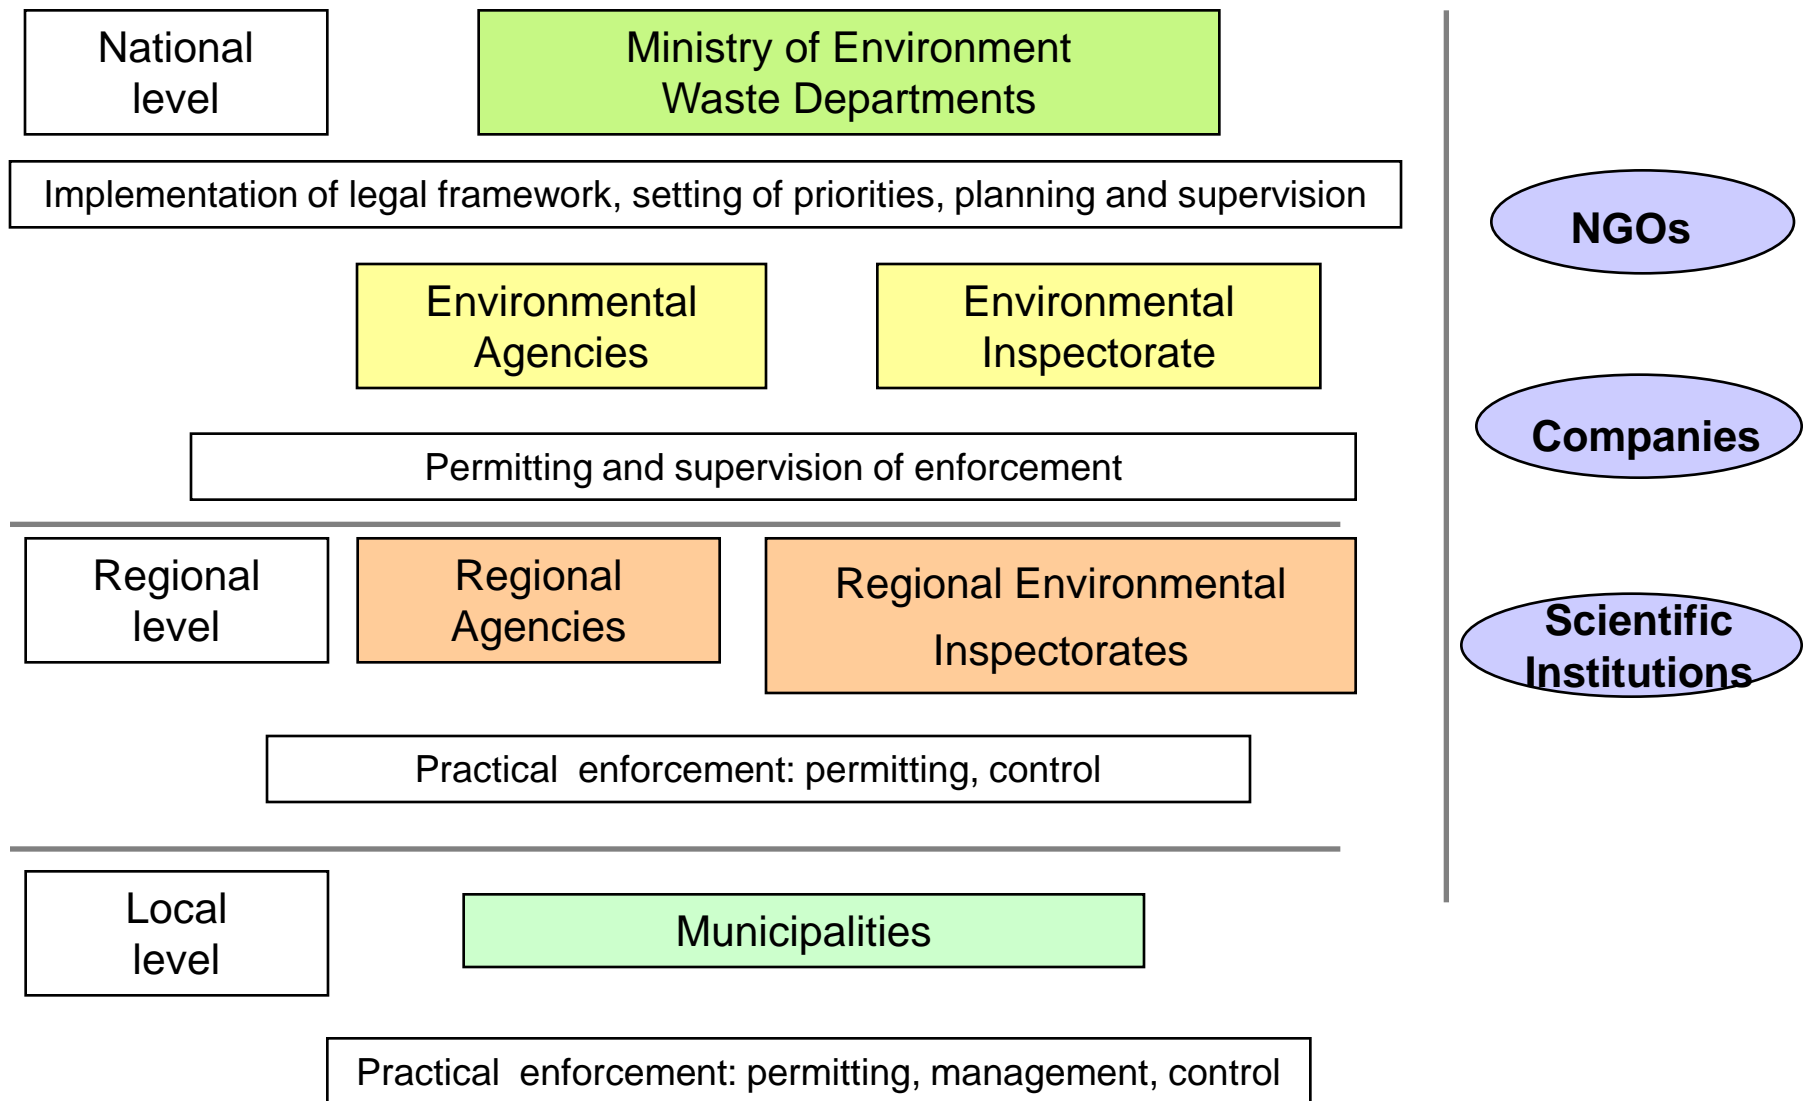 National
level
Ministry of Environment
Waste Departments
Implementation of legal framework, setting of priorities, planning and supervision
Environmental
Agencies
Environmental
Inspectorate
Permitting and supervision of enforcement
Regional
level
Regional
Agencies
Regional Environmental
Inspectorates
Practical enforcement: permitting, control
Local
level
Municipalities
Practical enforcement: permitting, management, control
NGOs
Companies
Scientific
Institutions